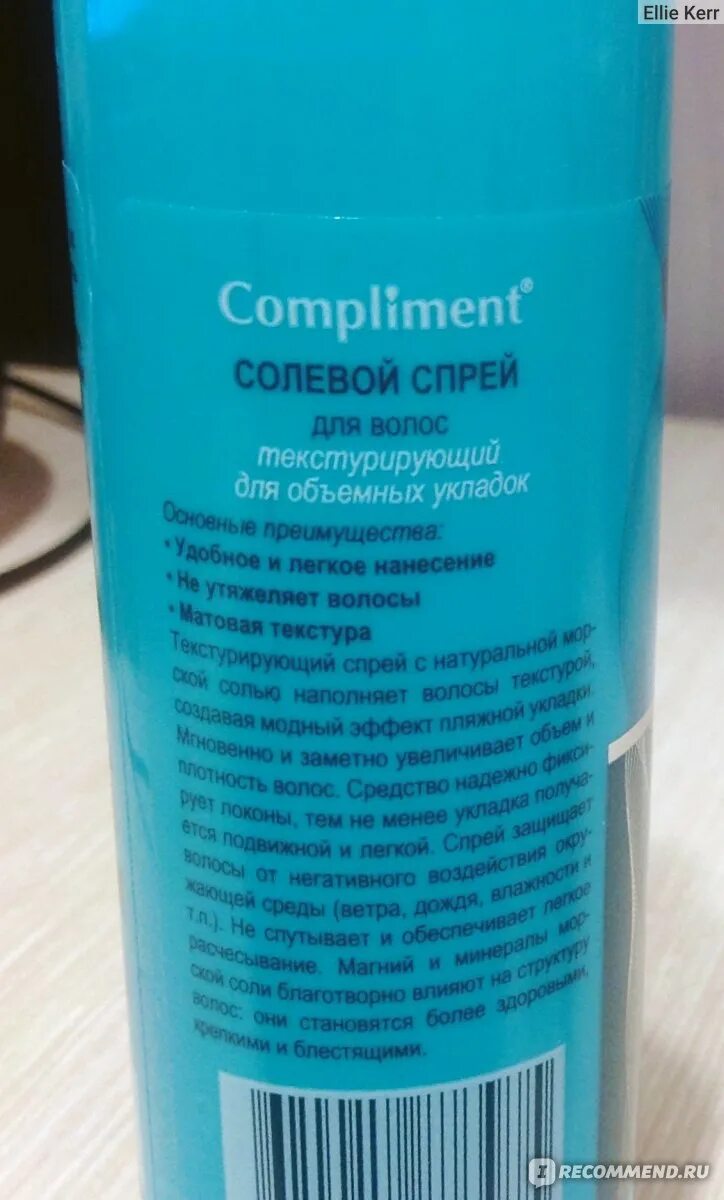 Ellie Kerr
Compliment®
СОЛЕВОЙ СПРЕЙ
ДЛЯ ВОЛОС
текстурирующий
для объемных укладок
Основные преимущества:
• Удобное и легкое нанесение
• Не утяжеляет волосы
• Матовая текстура
Текстурирующий спрей с натуральной мор-
ской солью наполняет волосы текстурой,
создавая модный эффект пляжной укладки.
Мгновенно и заметно увеличивает объем и
плотность волос. Средство надежно фикси-
рует локоны, тем не менее укладка получа-
ется подвижной и легкой. Спрей защищает
волосы от негативного воздействия окру-
жающей среды (ветра, дождя, влажности и
т.п.). Не спутывает и обеспечивает легкое
расчесывание. Магний и минералы мор-
ской соли благотворно влияют на структуру
волос: они становятся более здоровыми,
крепкими и блестящими.
IRECOMMEND.RU